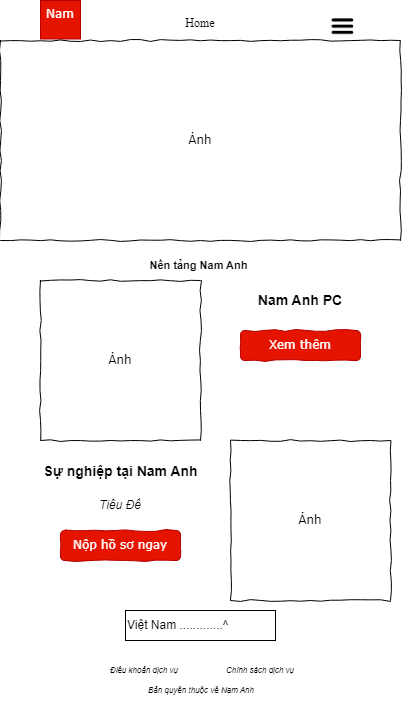 Nam
Home
Ảnh
Nền tảng Nam Anh
Ảnh
Nam Anh PC
Xem thêm
Sự nghiệp tại Nam Anh
Tiêu Đề
Nộp hồ sơ ngay
Ảnh
Việt Nam .............^
Điều khoản dịch vụ
Chính sách dịch vụ
Bản quyền thuộc về Nam Anh